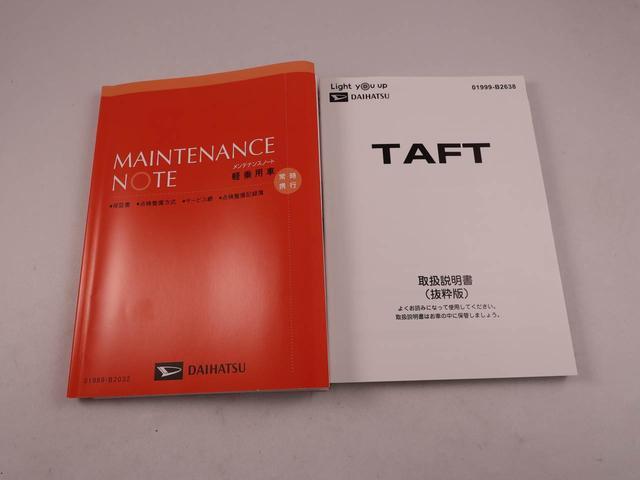 MAINTENANCE
NOTE
メンテナンスノート
軽乗用車
常時
携行
●保証書 ●点検整備方式 ●サービス網 ●点検整備記録簿
DAIHATSU
01999-B2032
Light you up
DAIHATSU
01999-B2638
TAFT
取扱説明書
（抜粋版）
よくお読みになって使用してください。
取扱説明書はお車の中に保管しましょう。